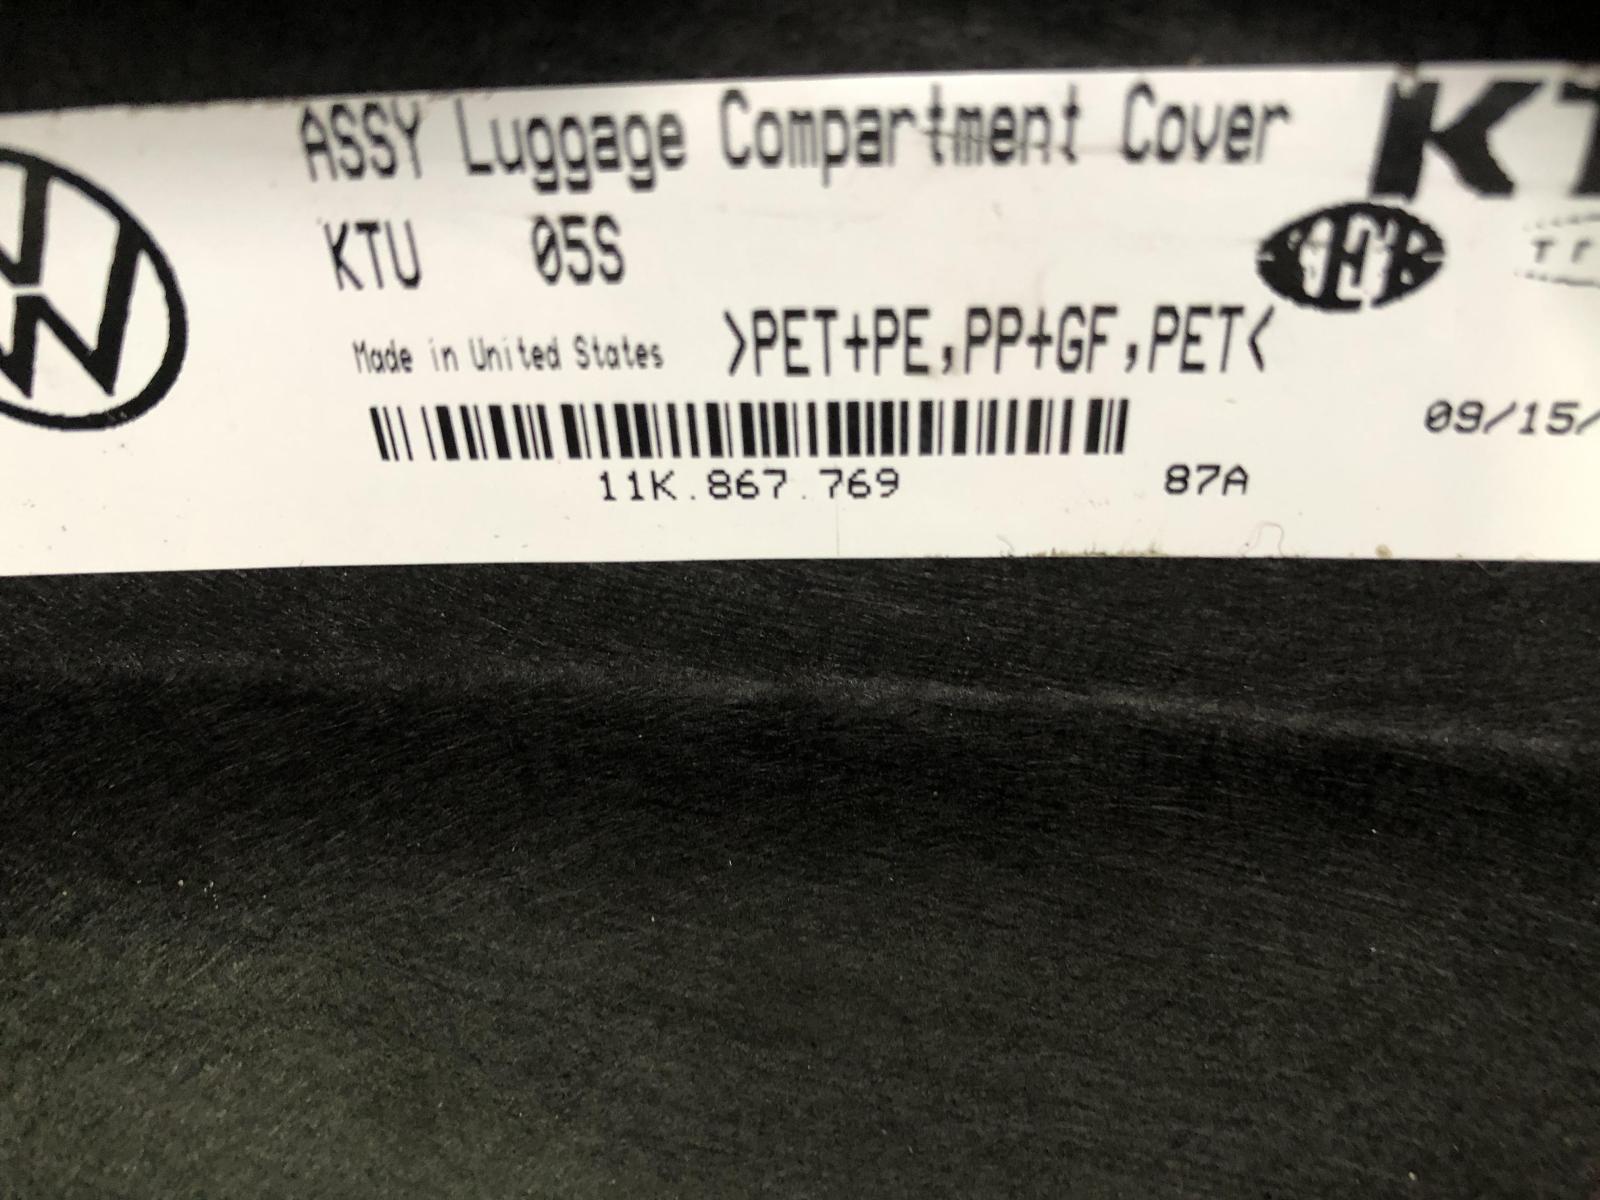 ASSY Luggage Compartment Cover
KTU 05S
Made in United States >PET+PE,PP+GF,PET<
09/15/
11K.867.769 87A